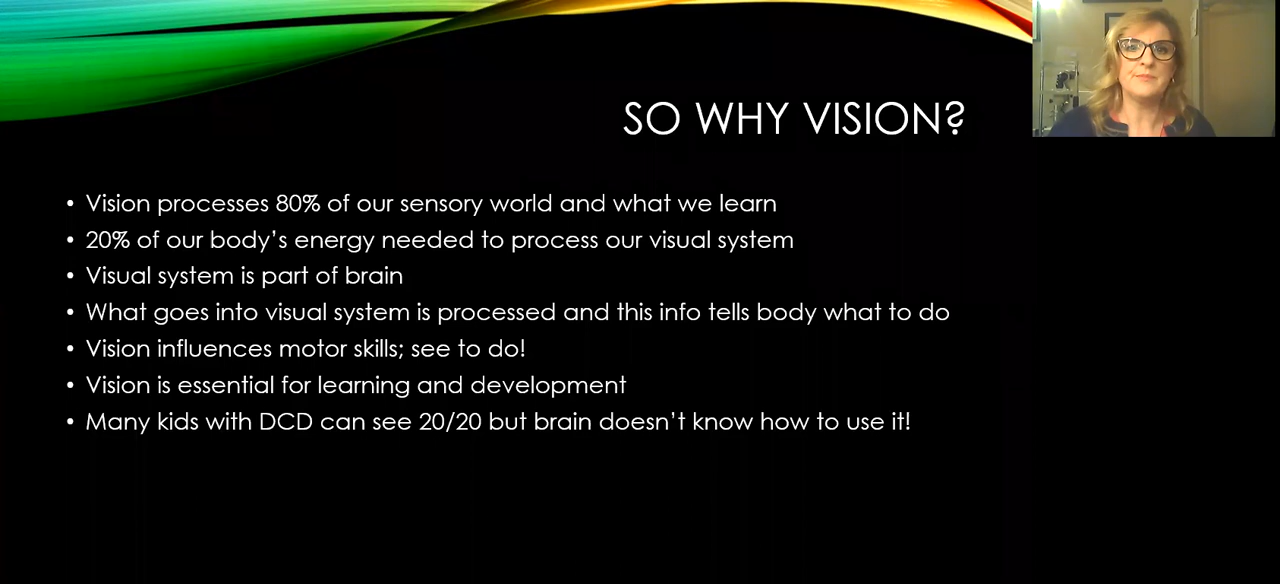 SO WHY VISION?
• Vision processes 80% of our sensory world and what we learn
• 20% of our body's energy needed to process our visual system
• Visual system is part of brain
• What goes into visual system is processed and this info tells body what to do
• Vision influences motor skills; see to do!
• Vision is essential for learning and development
• Many kids with DCD can see 20/20 but brain doesn't know how to use it!